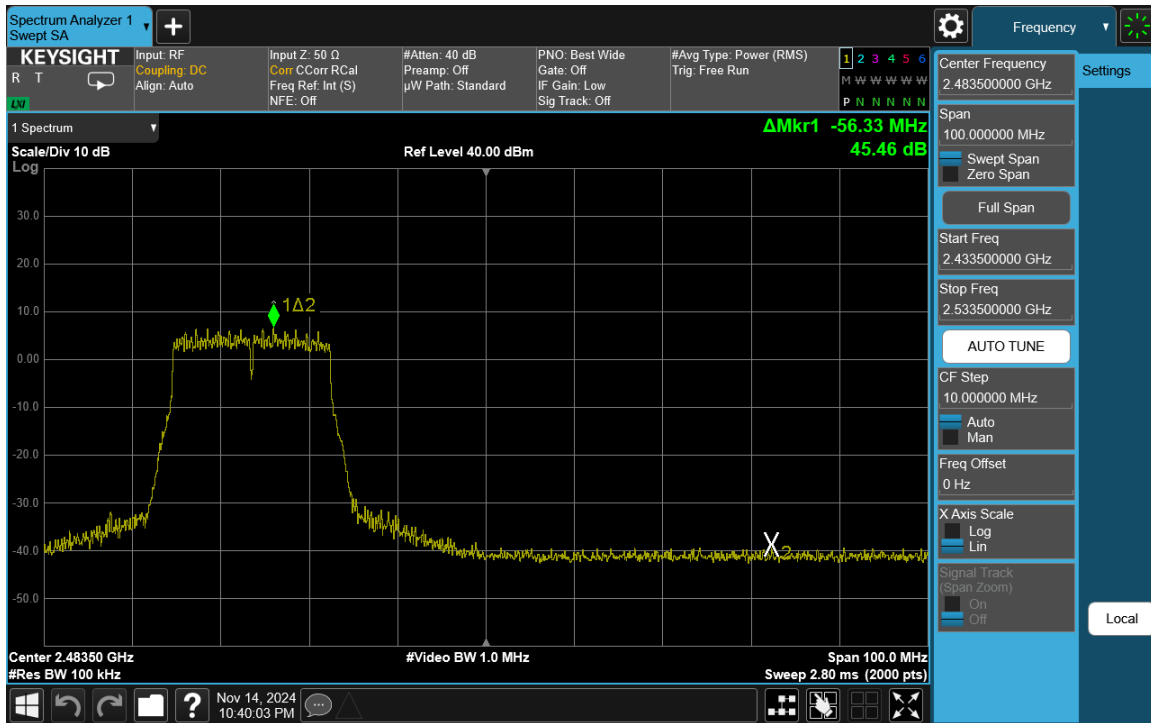 Spectrum Analyzer 1
Swept SA
Frequency
KEYSIGHT
R T
LXI
Input: RF
Coupling: DC
Align: Auto
Input Z: 50 Ω
Corr CCorr RCal
Freq Ref: Int (S)
NFE: Off
#Atten: 40 dB
Preamp: Off
µW Path: Standard
PNO: Best Wide
Gate: Off
IF Gain: Low
Sig Track: Off
#Avg Type: Power (RMS)
Trig: Free Run
1 2 3 4 5 6
M W W W W W
P N N N N N
1 Spectrum
ΔMkr1 -56.33 MHz
45.46 dB
Scale/Div 10 dB
Ref Level 40.00 dBm
Log
30.0
20.0
10.0
0.00
-10.0
-20.0
-30.0
-40.0
-50.0
1Δ2
X2
Center 2.48350 GHz
#Video BW 1.0 MHz
Span 100.0 MHz
#Res BW 100 kHz
Sweep 2.80 ms (2000 pts)
Center Frequency
2.483500000 GHz
Settings
Span
100.000000 MHz
Swept Span
Zero Span
Full Span
Start Freq
2.433500000 GHz
Stop Freq
2.533500000 GHz
AUTO TUNE
CF Step
10.000000 MHz
Auto
Man
Freq Offset
0 Hz
X Axis Scale
Log
Lin
Signal Track
(Span Zoom)
On
Off
Local
?
Nov 14, 2024
10:40:03 PM